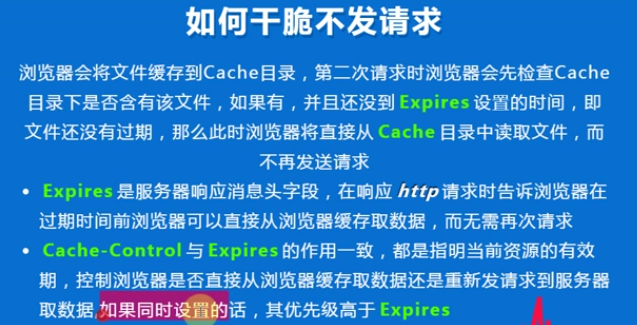 如何干脆不发请求
浏览器会将文件缓存到Cache目录，第二次请求时浏览器会先检查Cache
目录下是否含有该文件，如果有，并且还没到 Expires 设置的时间，即
文件还没有过期，那么此时浏览器将直接从 Cache 目录中读取文件，而
不再发送请求
• Expires 是服务器响应消息头字段，在响应 http 请求时告诉浏览器在
过期时间前浏览器可以直接从浏览器缓存取数据，而无需再次请求
• Cache-Control 与 Expires 的作用一致，都是指明当前资源的有效
期，控制浏览器是否直接从浏览器缓存取数据还是重新发请求到服务器
取数据,如果同时设置的话，其优先级高于 Expires